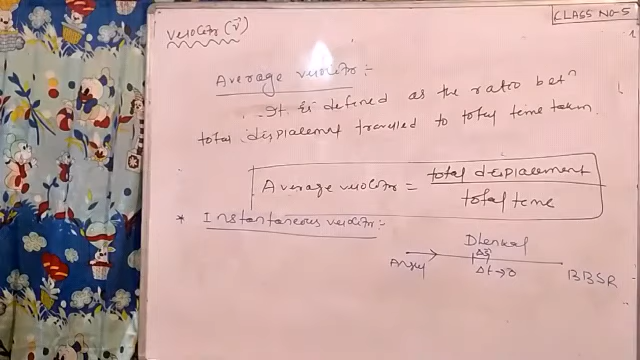 CLASS NO-5
Velocity (v⃗)
Average velocity:-
It is defined as the ratio betn
total displacement travelled to total time taken.
Average velocity = total displacement / total time
* Instantaneous velocity:-
Dhenkal
Δs
Angul
Δt→0
BBSR